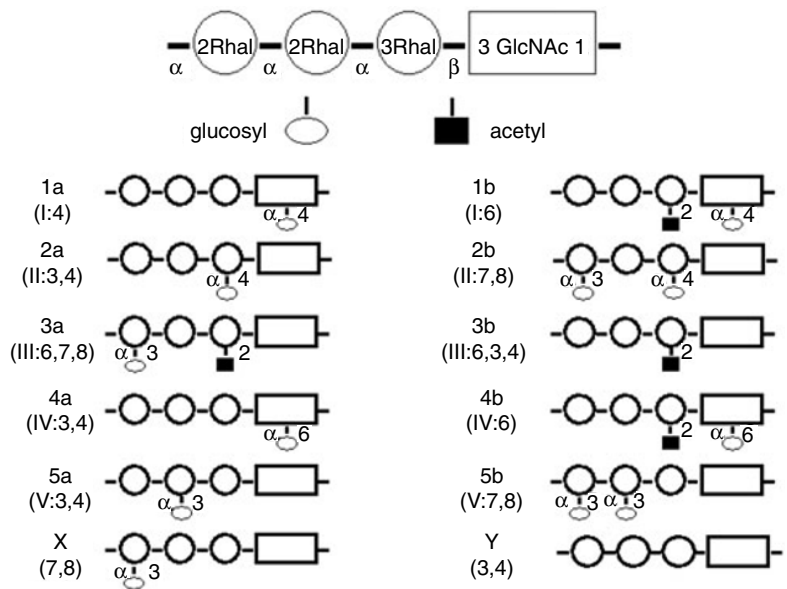 2Rhal 2Rhal 3Rhal 3 GlcNAc 1
α α α β
glucosyl acetyl
1a
(I:4)
α 4
1b
(I:6)
2 α 4
2a
(II:3,4)
α 4
2b
(II:7,8)
α 3 α 4
3a
(III:6,7,8)
α 3 2
3b
(III:6,3,4)
2
4a
(IV:3,4)
α 6
4b
(IV:6)
2 α 6
5a
(V:3,4)
α 3
5b
(V:7,8)
α 3 α 3
X
(7,8)
α 3
Y
(3,4)